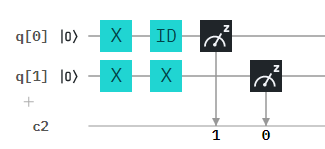 q[0] |0⟩ X ID z
q[1] |0⟩ X X z
+
c2 1 0